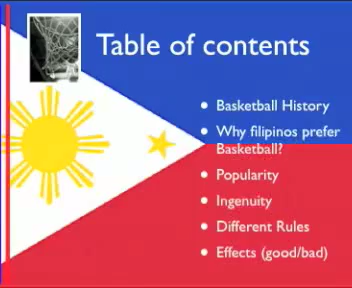 Table of contents
Basketball History
Why filipinos prefer
Basketball?
Popularity
Ingenuity
Different Rules
Effects (good/bad)